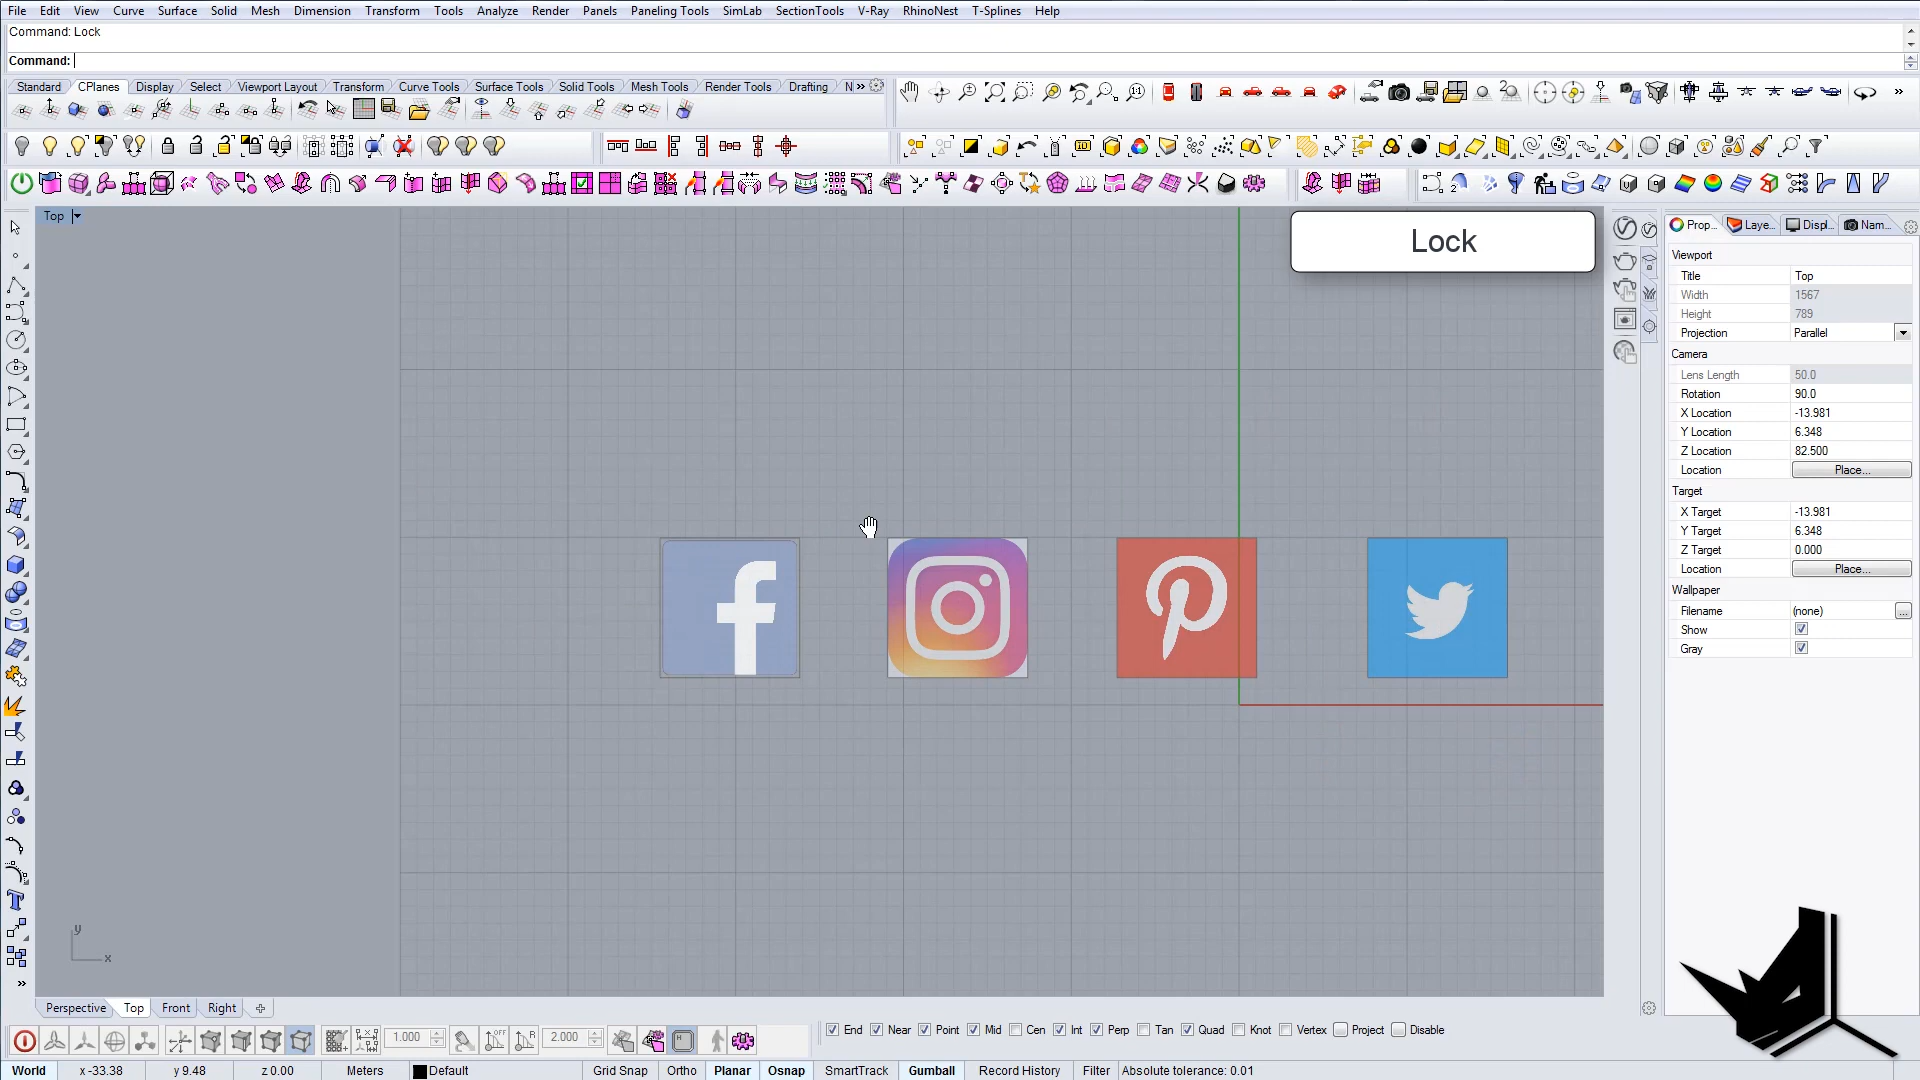 File Edit View Curve Surface Solid Mesh Dimension Transform Tools Analyze Render Panels Paneling Tools SimLab SectionTools V-Ray RhinoNest T-Splines Help
Command: Lock
Command:
Standard CPlanes Display Select Viewport Layout Transform Curve Tools Surface Tools Solid Tools Mesh Tools Render Tools Drafting N
Top
Lock
Prop... Laye... Displ... Nam...
Viewport
Title Top
Width 1567
Height 789
Projection Parallel
Camera
Lens Length 50.0
Rotation 90.0
X Location -13.981
Y Location 6.348
Z Location 82.500
Location Place...
Target
X Target -13.981
Y Target 6.348
Z Target 0.000
Location Place...
Wallpaper
Filename (none) ...
Show
Gray
y
x
Perspective Top Front Right
1.000 2.000
End Near Point Mid Cen Int Perp Tan Quad Knot Vertex Project Disable
World x -33.38 y 9.48 z 0.00 Meters Default Grid Snap Ortho Planar Osnap SmartTrack Gumball Record History Filter Absolute tolerance: 0.01